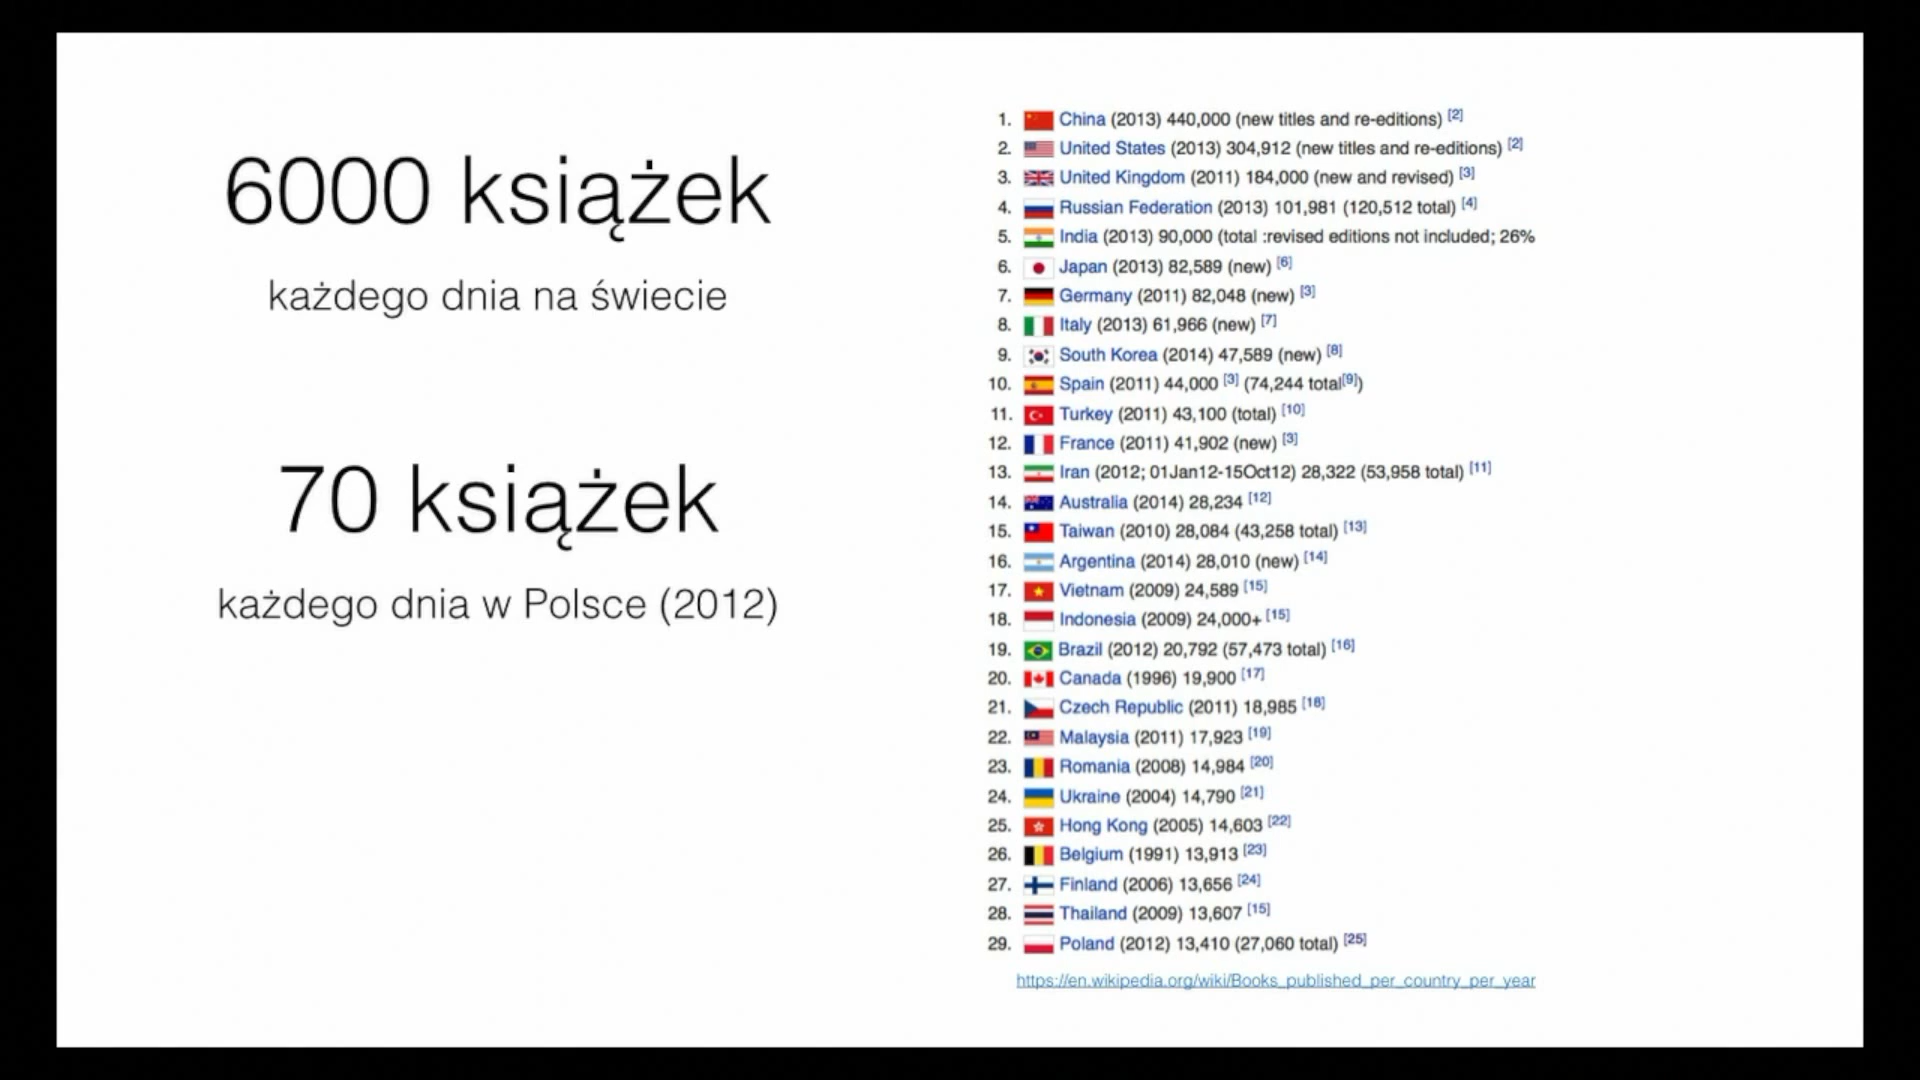 6000 książek
każdego dnia na świecie
70 książek
każdego dnia w Polsce (2012)
1. China (2013) 440,000 (new titles and re-editions) [2]
2. United States (2013) 304,912 (new titles and re-editions) [2]
3. United Kingdom (2011) 184,000 (new and revised) [3]
4. Russian Federation (2013) 101,981 (120,512 total) [4]
5. India (2013) 90,000 (total :revised editions not included; 26%
6. Japan (2013) 82,589 (new) [6]
7. Germany (2011) 82,048 (new) [3]
8. Italy (2013) 61,966 (new) [7]
9. South Korea (2014) 47,589 (new) [8]
10. Spain (2011) 44,000 [3] (74,244 total[9])
11. Turkey (2011) 43,100 (total) [10]
12. France (2011) 41,902 (new) [3]
13. Iran (2012; 01Jan12-15Oct12) 28,322 (53,958 total) [11]
14. Australia (2014) 28,234 [12]
15. Taiwan (2010) 28,084 (43,258 total) [13]
16. Argentina (2014) 28,010 (new) [14]
17. Vietnam (2009) 24,589 [15]
18. Indonesia (2009) 24,000+ [15]
19. Brazil (2012) 20,792 (57,473 total) [16]
20. Canada (1996) 19,900 [17]
21. Czech Republic (2011) 18,985 [18]
22. Malaysia (2011) 17,923 [19]
23. Romania (2008) 14,984 [20]
24. Ukraine (2004) 14,790 [21]
25. Hong Kong (2005) 14,603 [22]
26. Belgium (1991) 13,913 [23]
27. Finland (2006) 13,656 [24]
28. Thailand (2009) 13,607 [15]
29. Poland (2012) 13,410 (27,060 total) [25]
https://en.wikipedia.org/wiki/Books_published_per_country_per_year